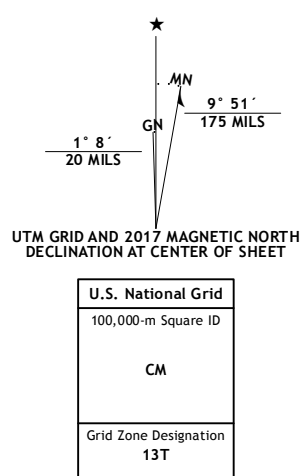 ★
MN
GN
9° 51´
175 MILS
1° 8´
20 MILS
UTM GRID AND 2017 MAGNETIC NORTH
DECLINATION AT CENTER OF SHEET
U.S. National Grid
100,000-m Square ID
CM
Grid Zone Designation
13T